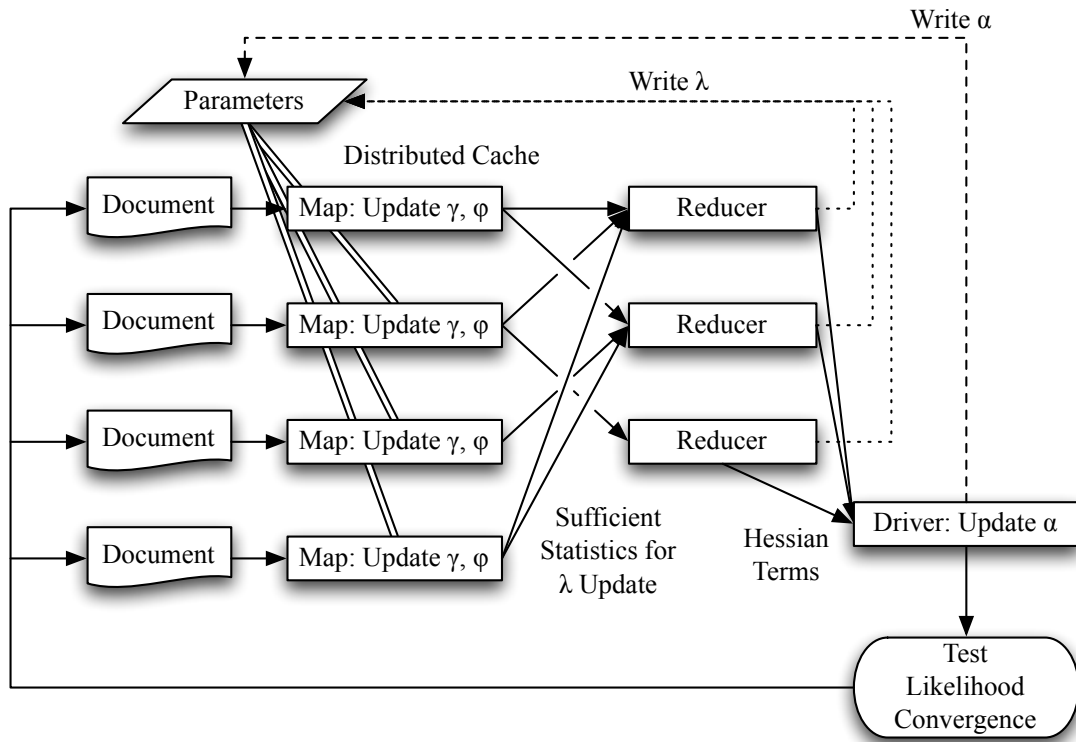 Write α
Write λ
Parameters
Distributed Cache
Document
Map: Update γ, φ
Reducer
Document
Map: Update γ, φ
Reducer
Document
Map: Update γ, φ
Reducer
Document
Map: Update γ, φ
Sufficient
Statistics for
λ Update
Hessian
Terms
Driver: Update α
Test
Likelihood
Convergence